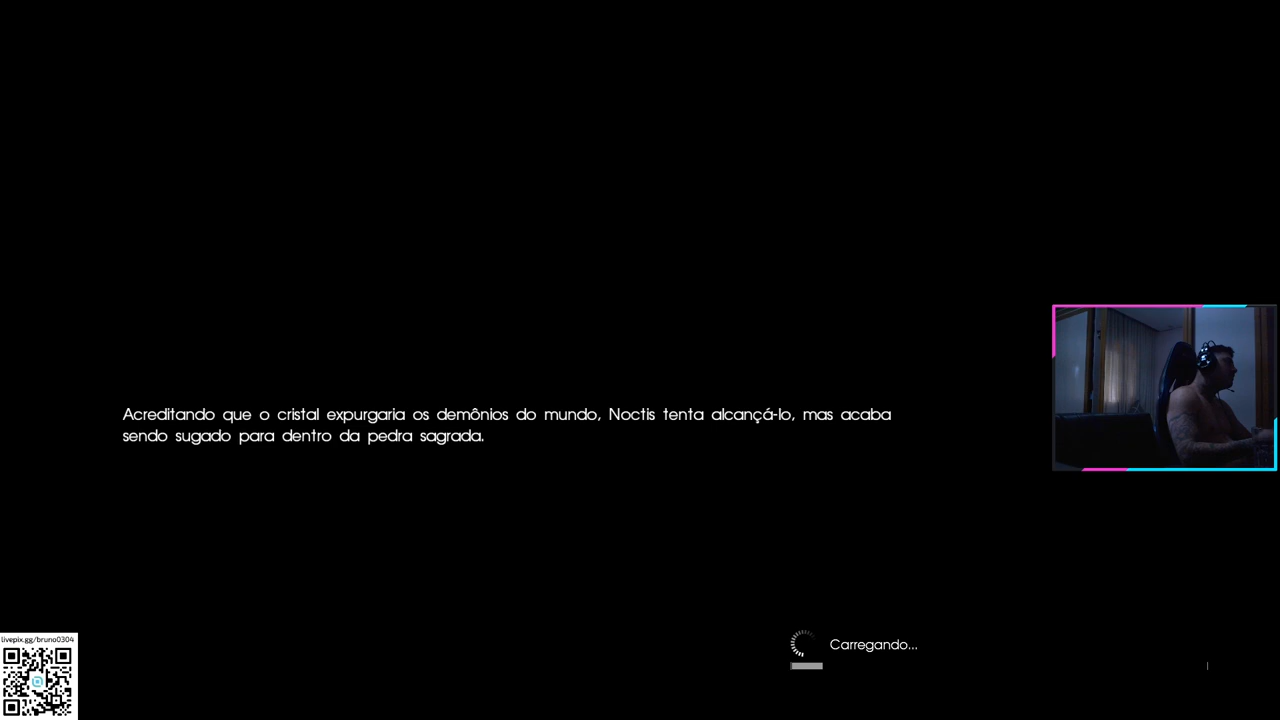 Acreditando que o cristal expurgaria os demônios do mundo, Noctis tenta alcançá-lo, mas acaba
sendo sugado para dentro da pedra sagrada.
livepix.gg/bruno0304
Carregando...